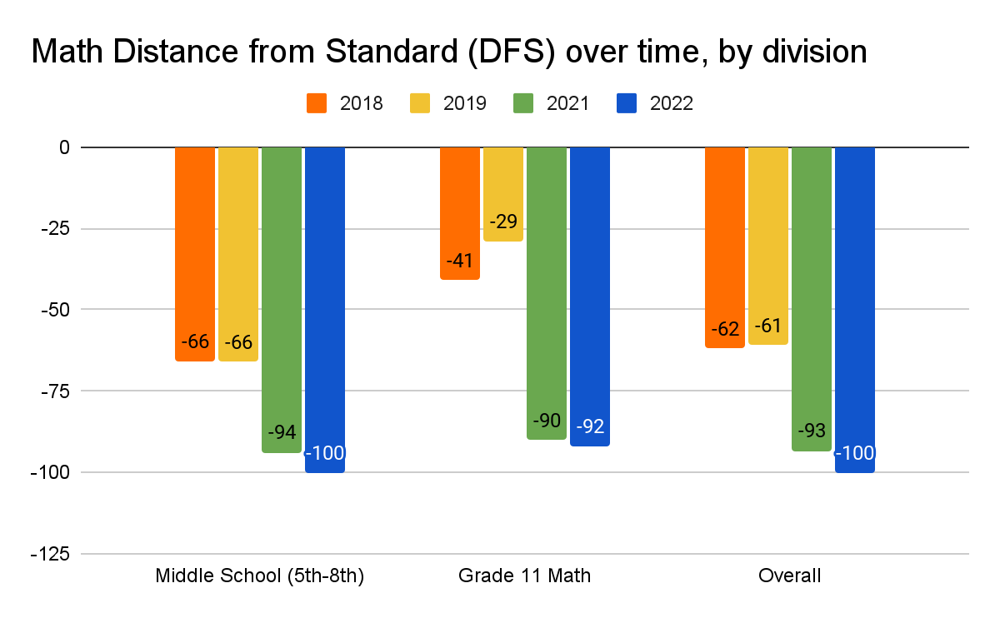 Math Distance from Standard (DFS) over time, by division
2018 2019 2021 2022
0
-25
-50
-75
-100
-125
-66 -66 -94 -100
-41 -29 -90 -92
-62 -61 -93 -100
Middle School (5th-8th) Grade 11 Math Overall